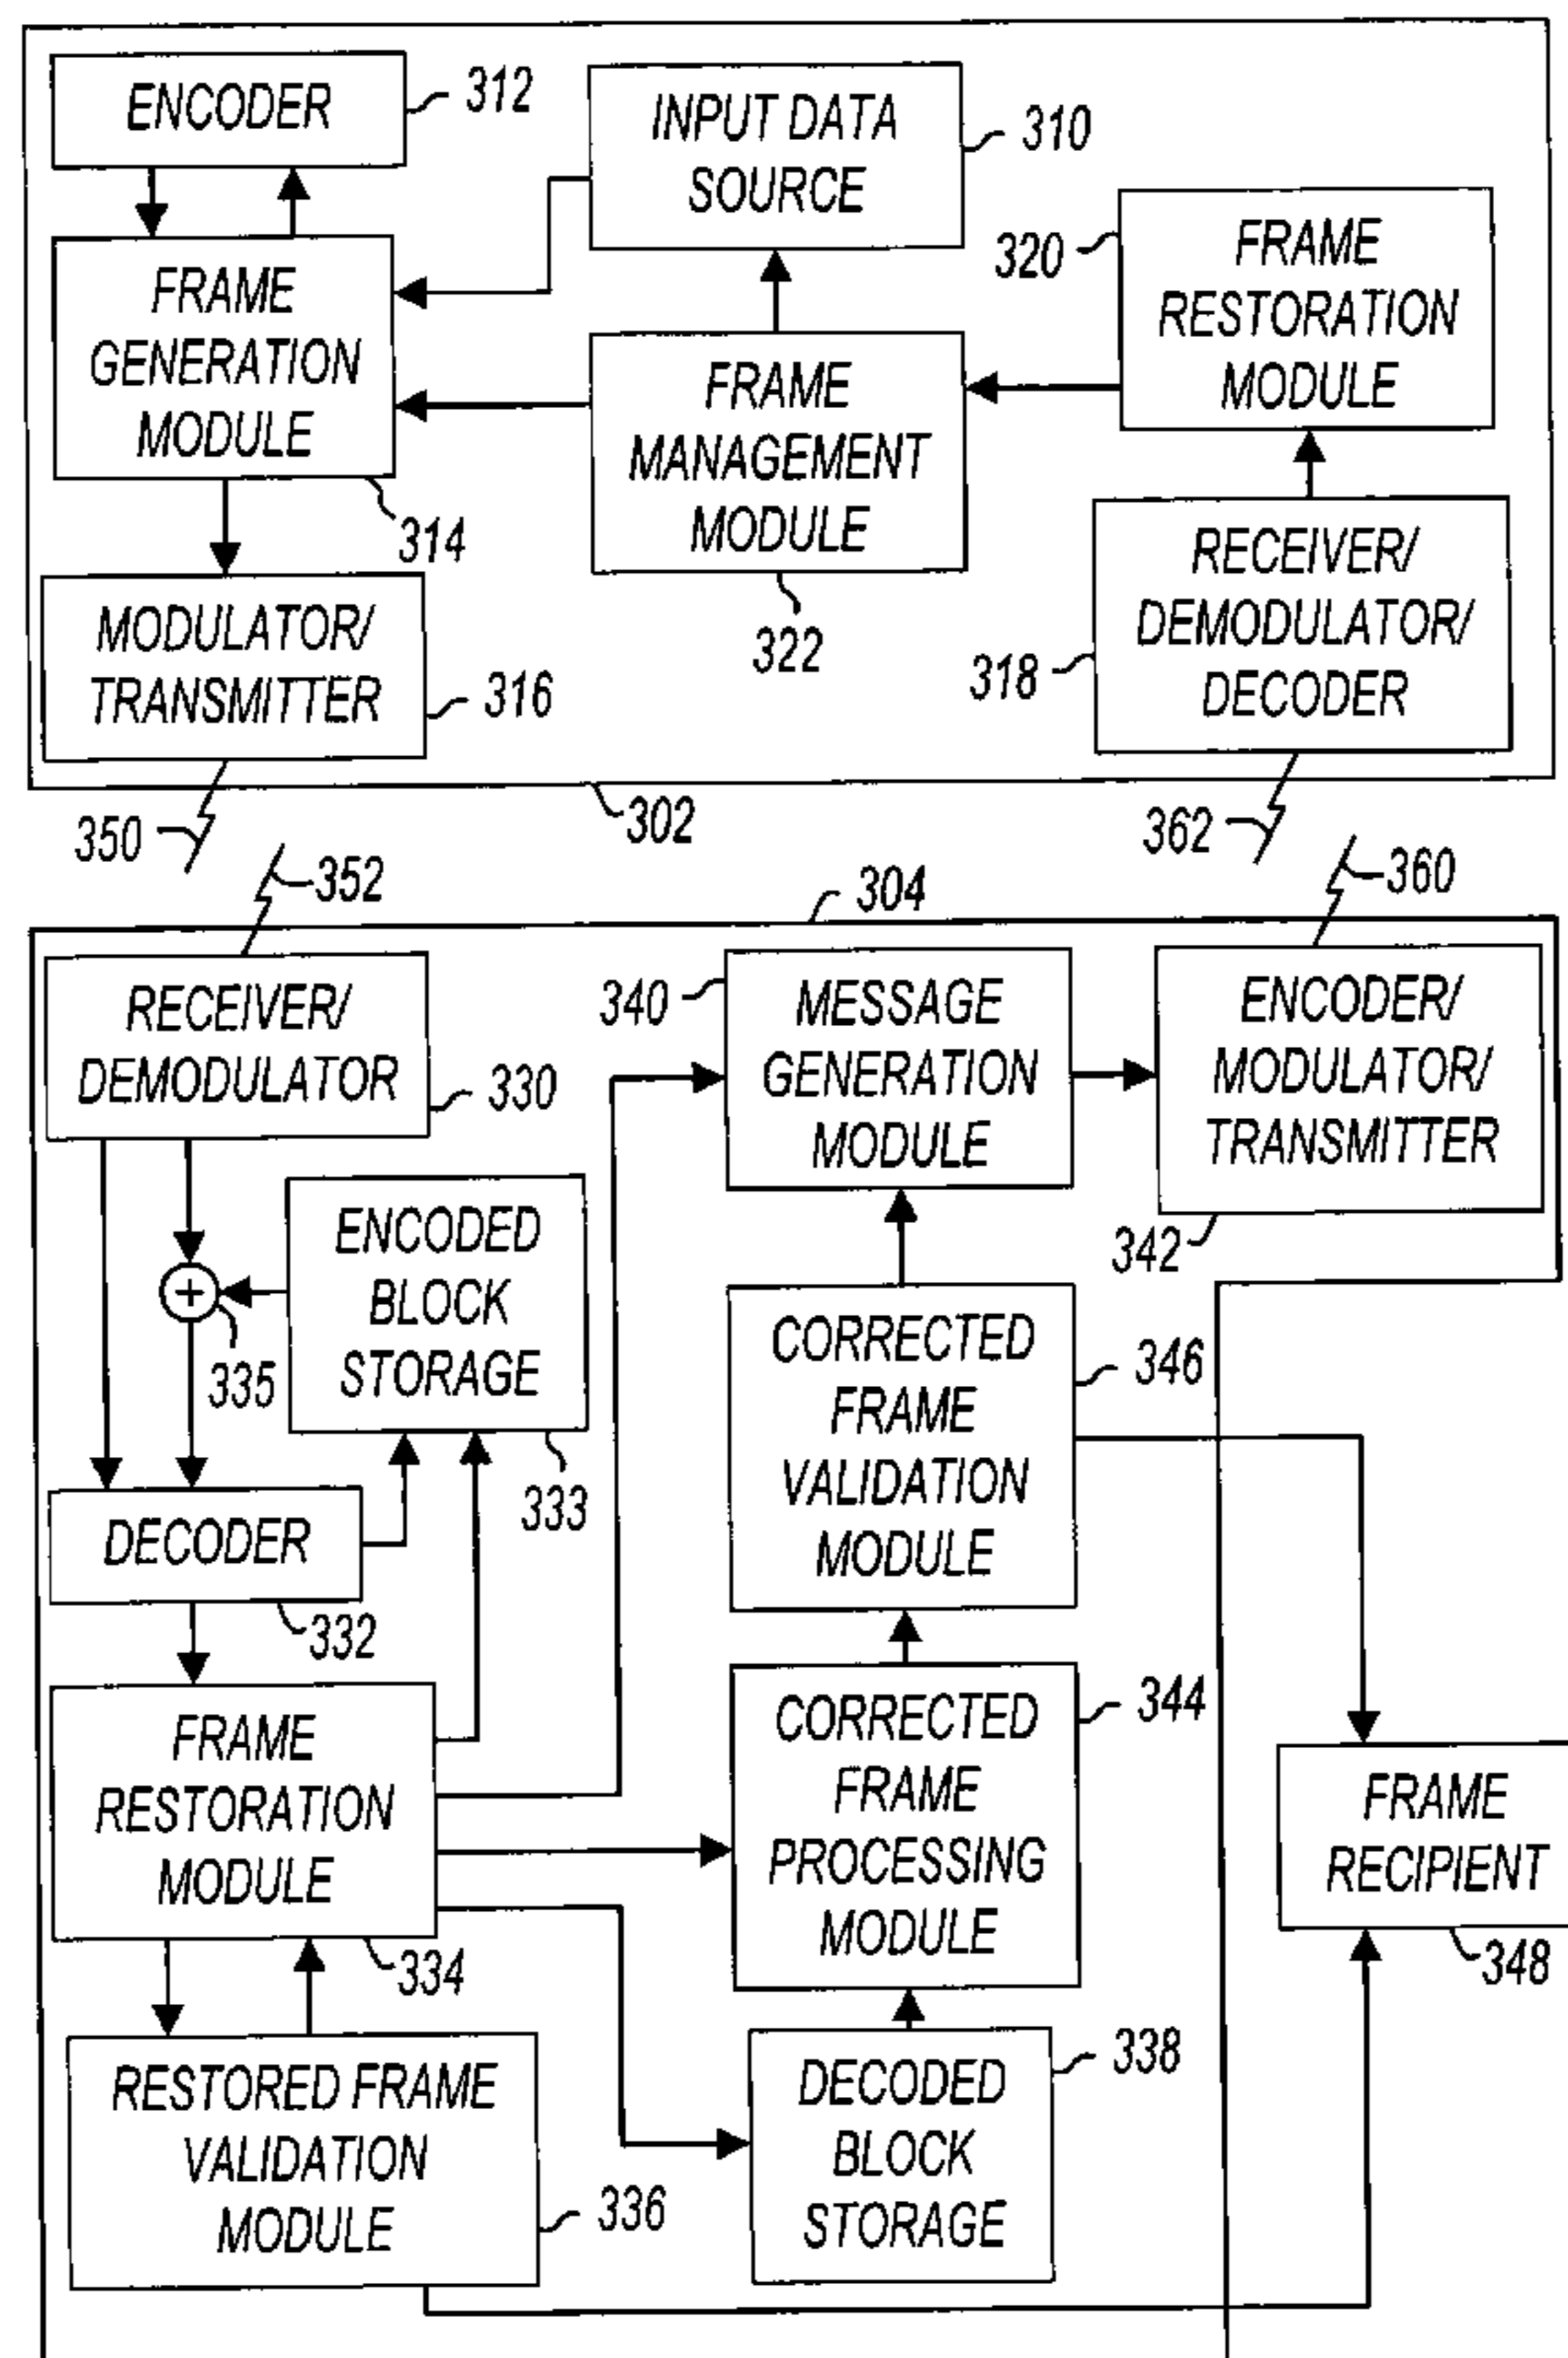 ENCODER
312
INPUT DATA
SOURCE
310
FRAME
GENERATION
MODULE
314
FRAME
MANAGEMENT
MODULE
322
320
FRAME
RESTORATION
MODULE
MODULATOR/
TRANSMITTER
316
318
RECEIVER/
DEMODULATOR/
DECODER
350
302
362
352
304
360
RECEIVER/
DEMODULATOR
330
340
MESSAGE
GENERATION
MODULE
ENCODER/
MODULATOR/
TRANSMITTER
342
ENCODED
BLOCK
STORAGE
333
+
335
CORRECTED
FRAME
VALIDATION
MODULE
346
DECODER
332
FRAME
RESTORATION
MODULE
334
CORRECTED
FRAME
PROCESSING
MODULE
344
FRAME
RECIPIENT
348
RESTORED FRAME
VALIDATION
MODULE
336
DECODED
BLOCK
STORAGE
338